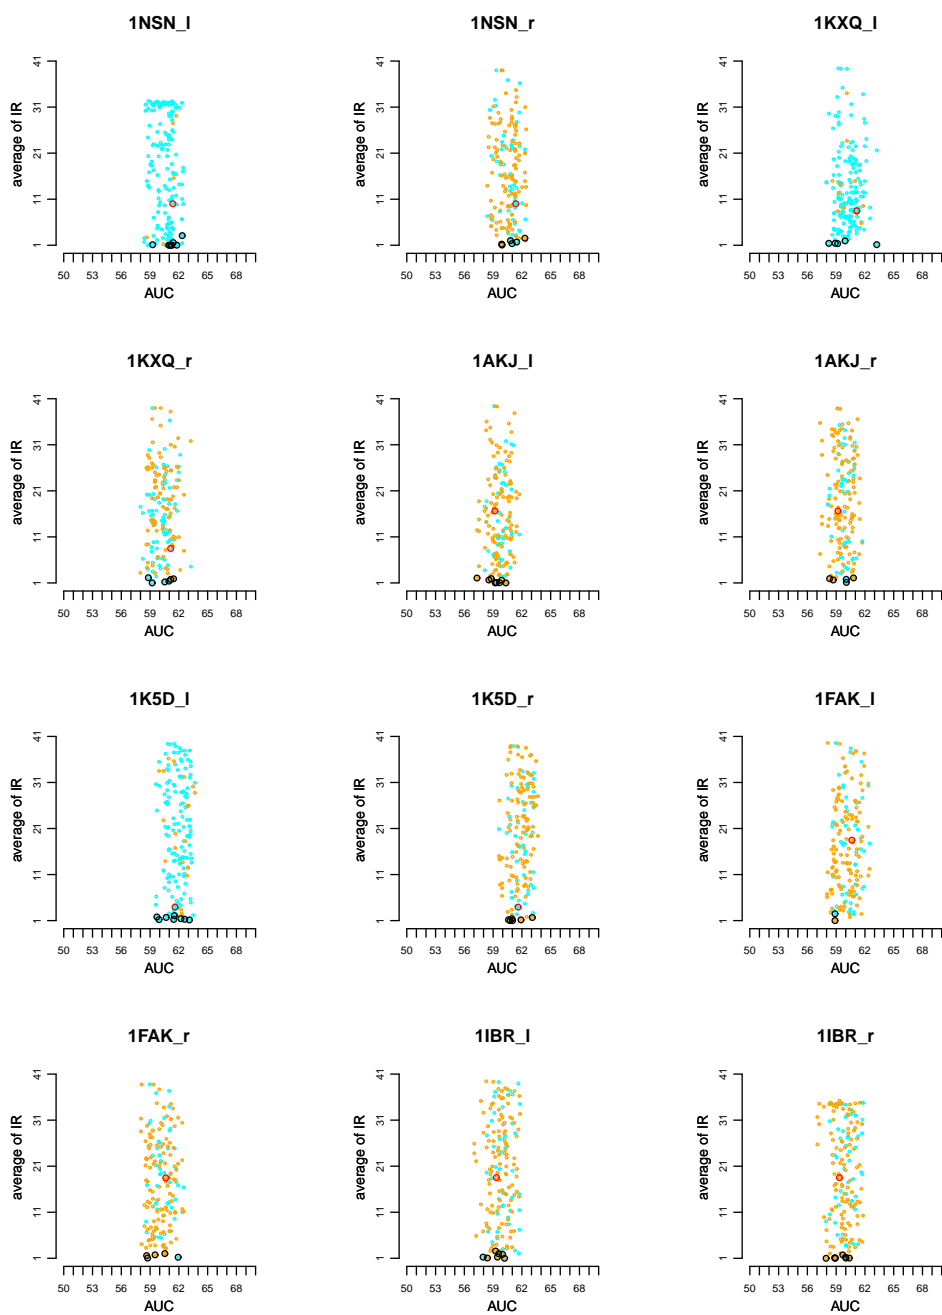 1NSN_l
1NSN_r
1KXQ_l
average of IR
1 11 21 31 41
50 53 56 59 62 65 68
AUC
average of IR
1 11 21 31 41
50 53 56 59 62 65 68
AUC
average of IR
1 11 21 31 41
50 53 56 59 62 65 68
AUC
1KXQ_r
1AKJ_l
1AKJ_r
average of IR
1 11 21 31 41
50 53 56 59 62 65 68
AUC
average of IR
1 11 21 31 41
50 53 56 59 62 65 68
AUC
average of IR
1 11 21 31 41
50 53 56 59 62 65 68
AUC
1K5D_l
1K5D_r
1FAK_l
average of IR
1 11 21 31 41
50 53 56 59 62 65 68
AUC
average of IR
1 11 21 31 41
50 53 56 59 62 65 68
AUC
average of IR
1 11 21 31 41
50 53 56 59 62 65 68
AUC
1FAK_r
1IBR_l
1IBR_r
average of IR
1 11 21 31 41
50 53 56 59 62 65 68
AUC
average of IR
1 11 21 31 41
50 53 56 59 62 65 68
AUC
average of IR
1 11 21 31 41
50 53 56 59 62 65 68
AUC